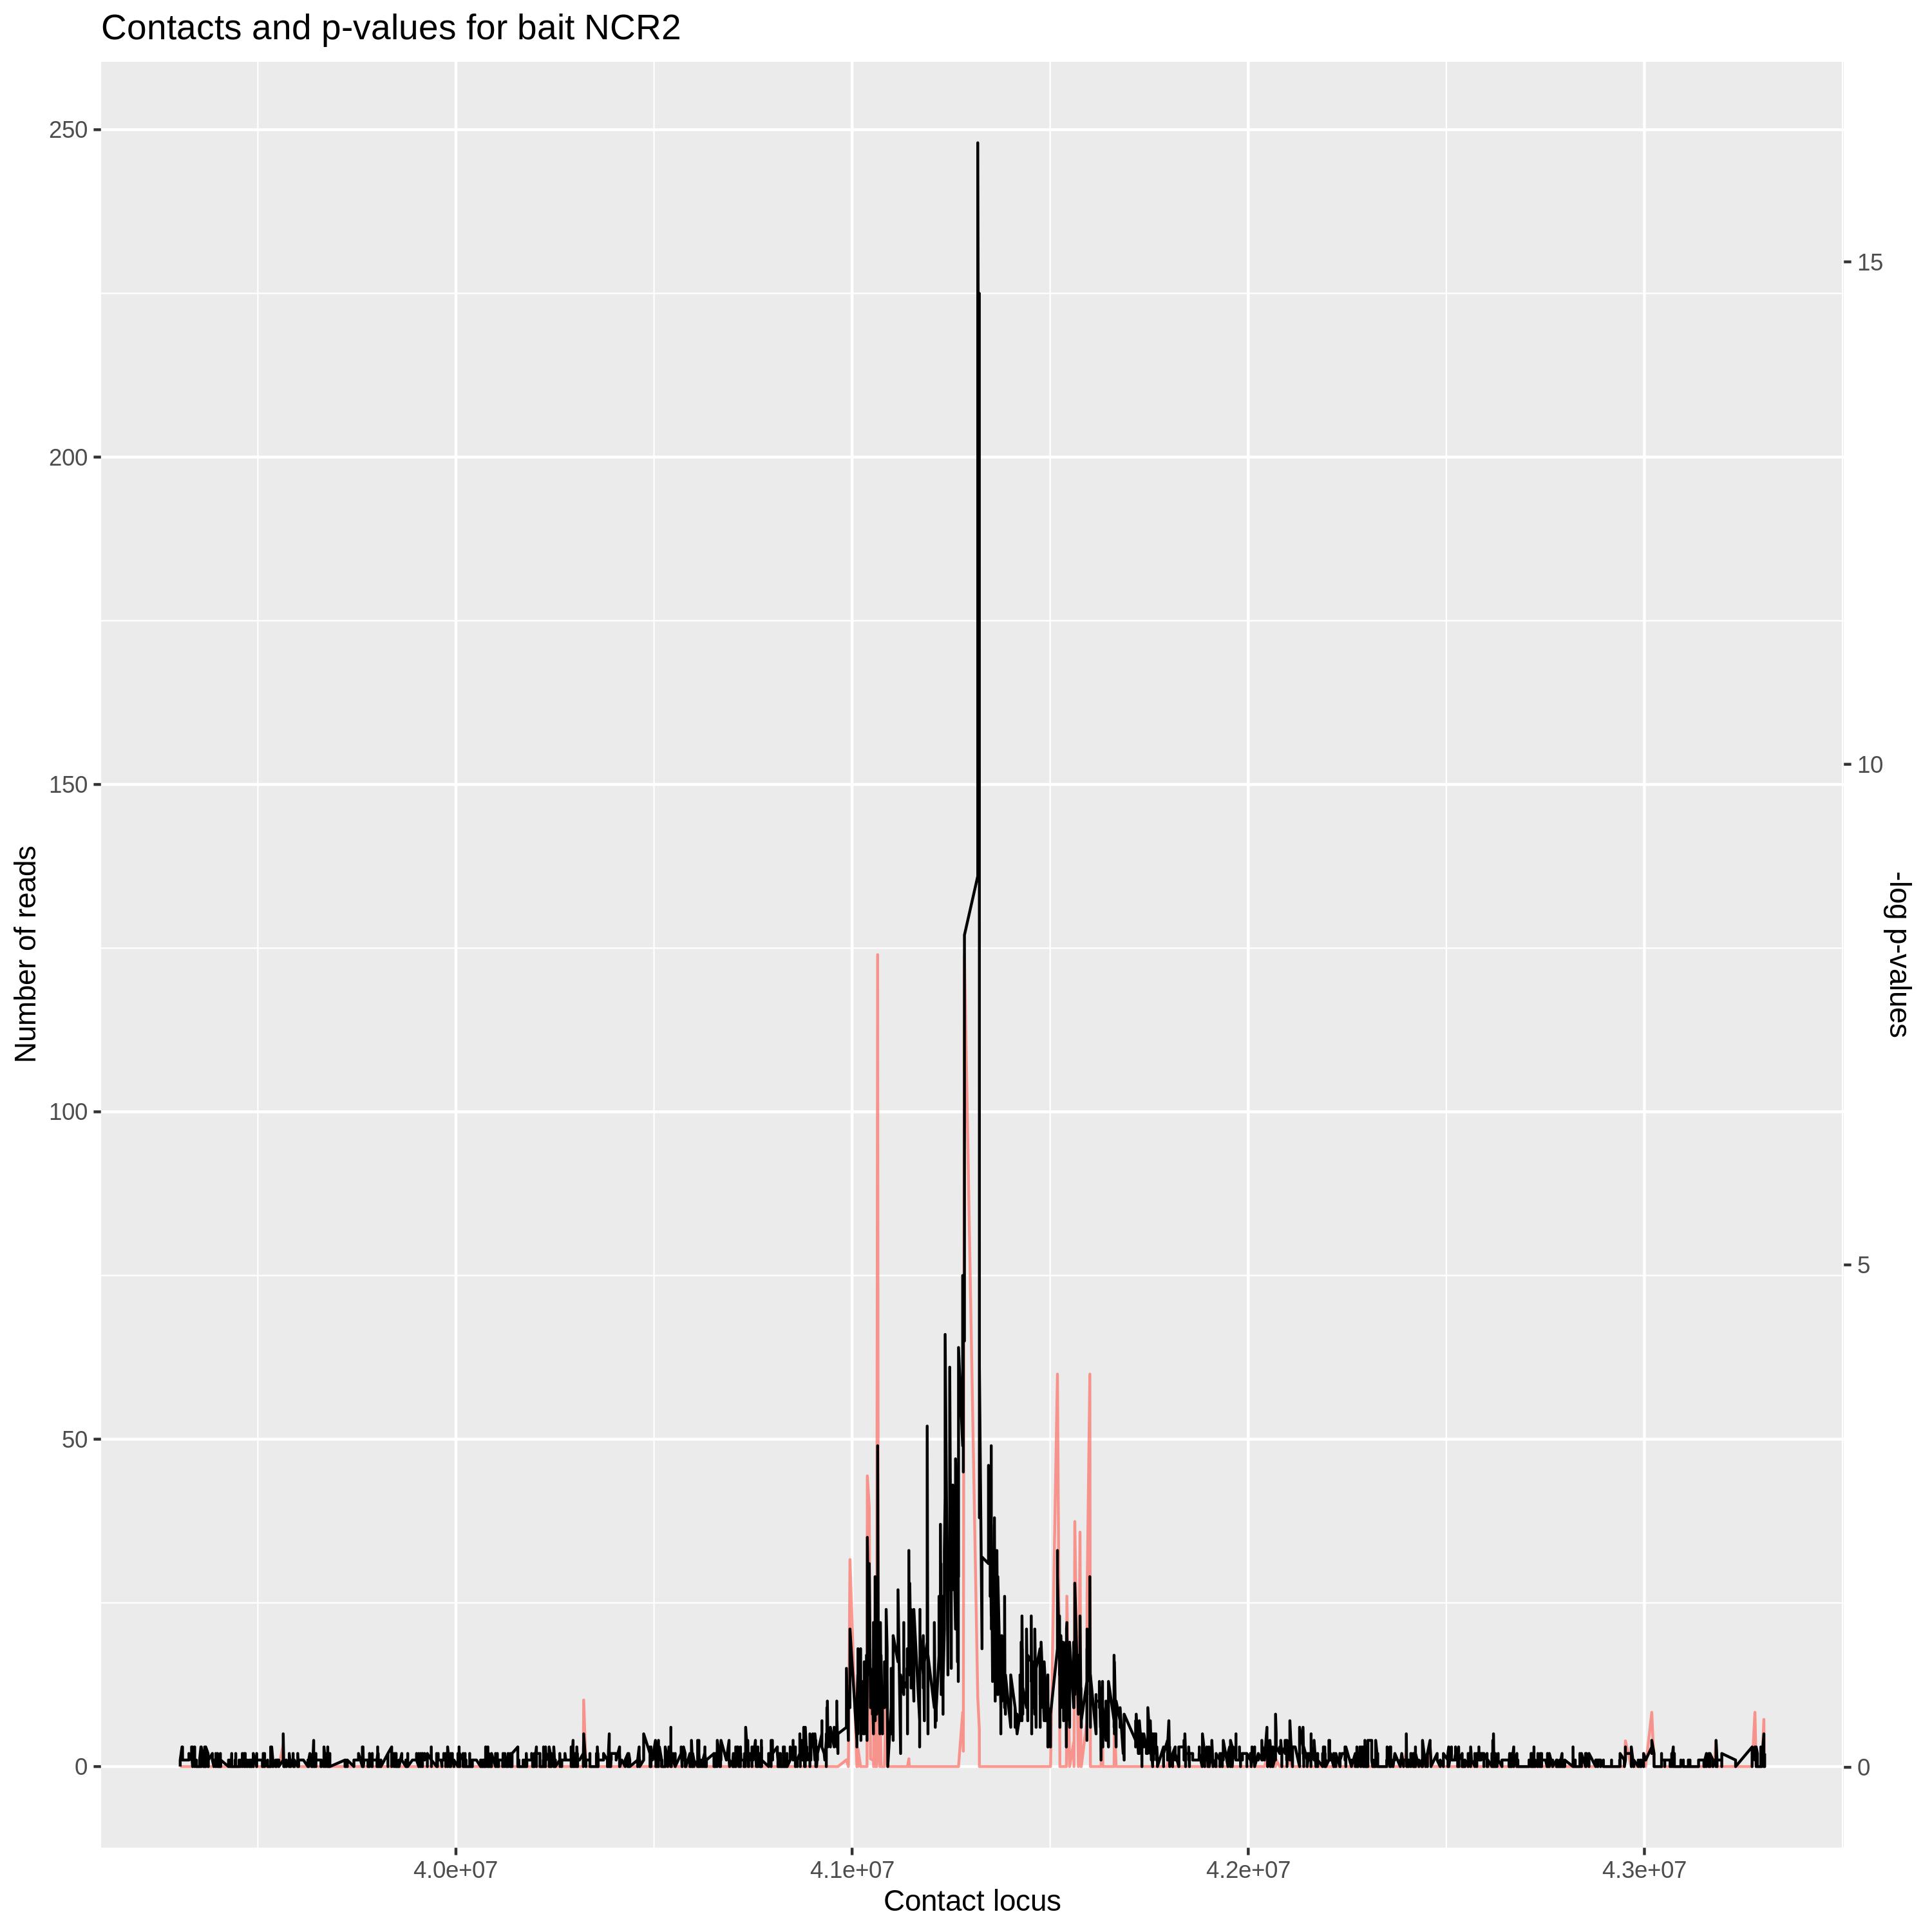 Contacts and p-values for bait NCR2
250
200
150
100
50
0
Number of reads
15
10
5
0
-log p-values
4.0e+07
4.1e+07
4.2e+07
4.3e+07
Contact locus